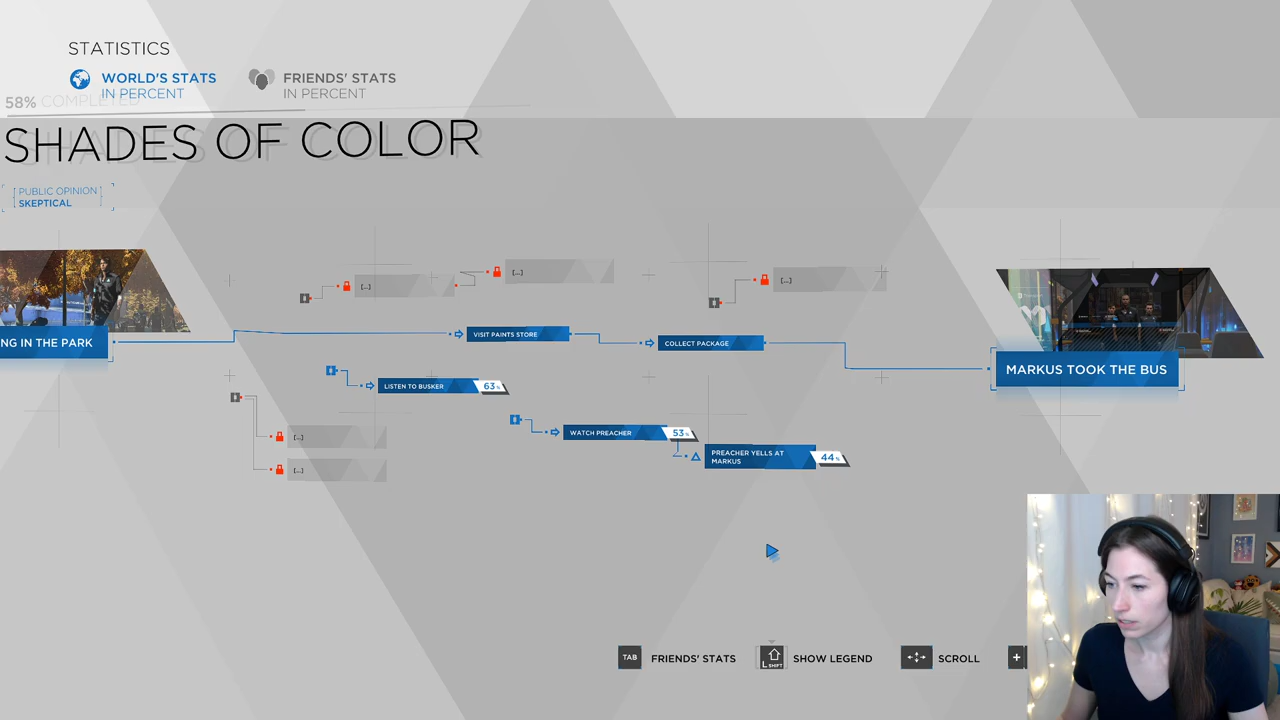 STATISTICS
WORLD'S STATS
IN PERCENT
FRIENDS' STATS
IN PERCENT
58% COMPLETED
SHADES OF COLOR
PUBLIC OPINION
SKEPTICAL
[...]
[...]
[...]
NG IN THE PARK
VISIT PAINTS STORE
COLLECT PACKAGE
MARKUS TOOK THE BUS
LISTEN TO BUSKER 63%
WATCH PREACHER 53%
[...]
PREACHER YELLS AT
MARKUS
44%
[...]
TAB FRIENDS' STATS
L SHIFT SHOW LEGEND
SCROLL
+